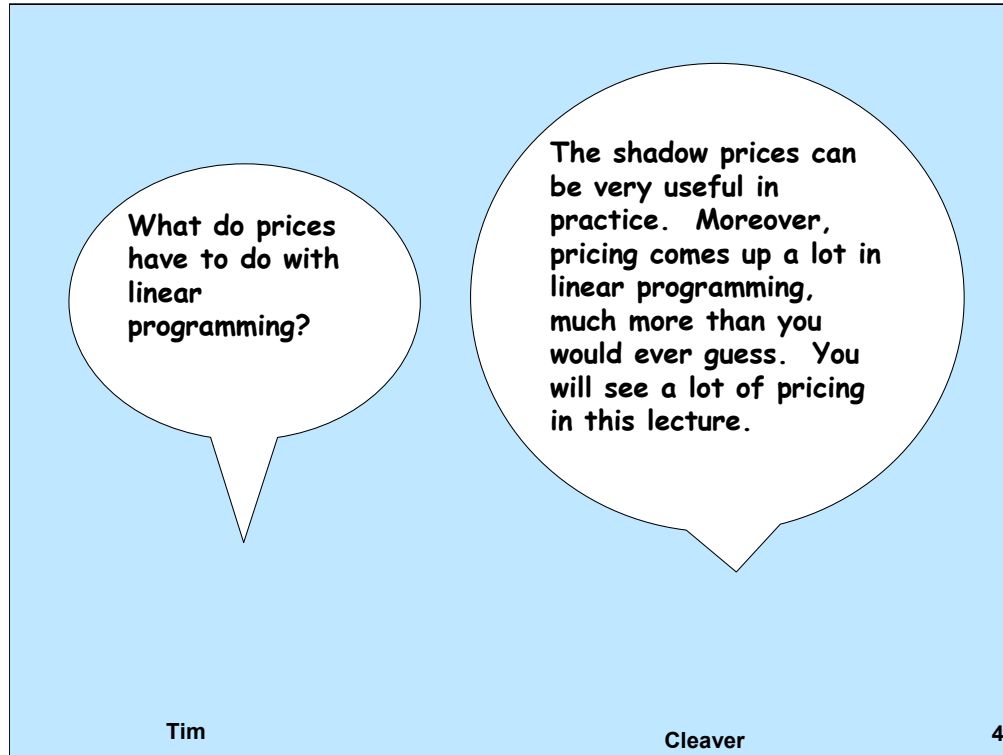 What do prices
have to do with
linear
programming?
The shadow prices can
be very useful in
practice.  Moreover,
pricing comes up a lot in
linear programming,
much more than you
would ever guess.  You
will see a lot of pricing
in this lecture.
Tim
Cleaver
4